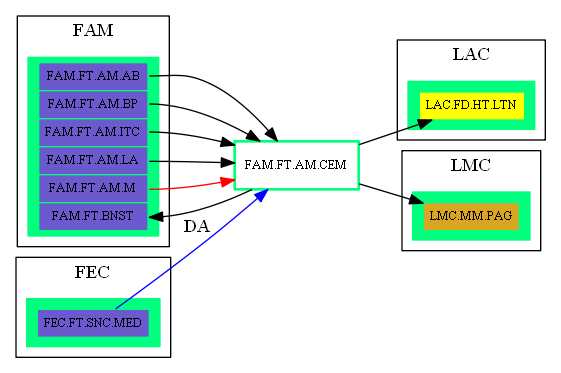 FAM
FAM.FT.AM.AB
FAM.FT.AM.BP
FAM.FT.AM.ITC
FAM.FT.AM.LA
FAM.FT.AM.M
FAM.FT.BNST
FEC
FEC.FT.SNC.MED
DA
FAM.FT.AM.CEM
LAC
LAC.FD.HT.LTN
LMC
LMC.MM.PAG